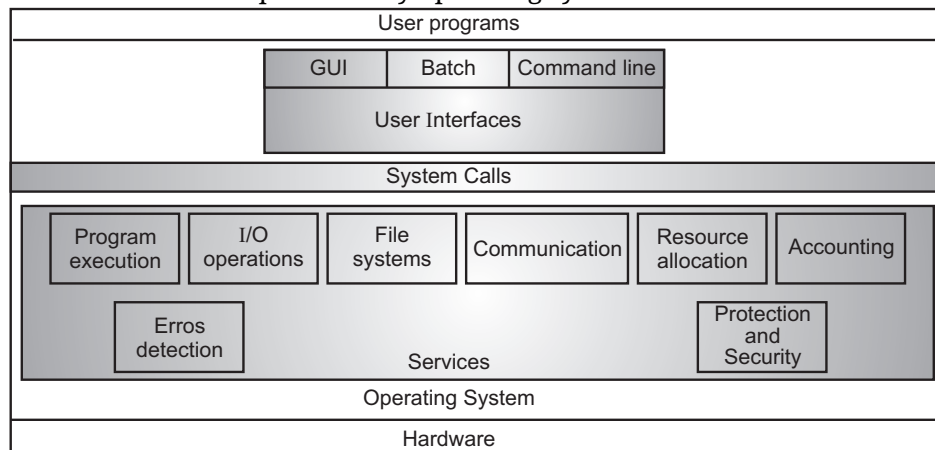 User programs
GUI Batch Command line
User Interfaces
System Calls
Program execution
I/O operations
File systems
Communication
Resource allocation
Accounting
Erros detection
Protection and Security
Services
Operating System
Hardware